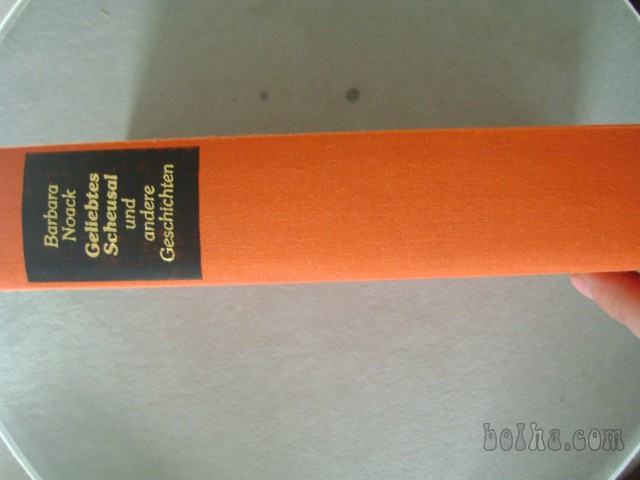 Barbara
Noack
Geliebtes
Scheusal
und
andere
Geschichten
bolha.com